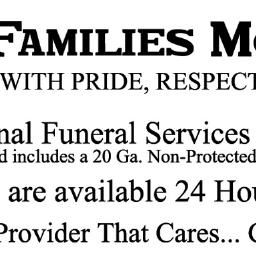 FAMILIES M
WITH PRIDE, RESPECT
nal Funeral Services
d includes a 20 Ga. Non-Protected
are available 24 Hou
Provider That Cares...